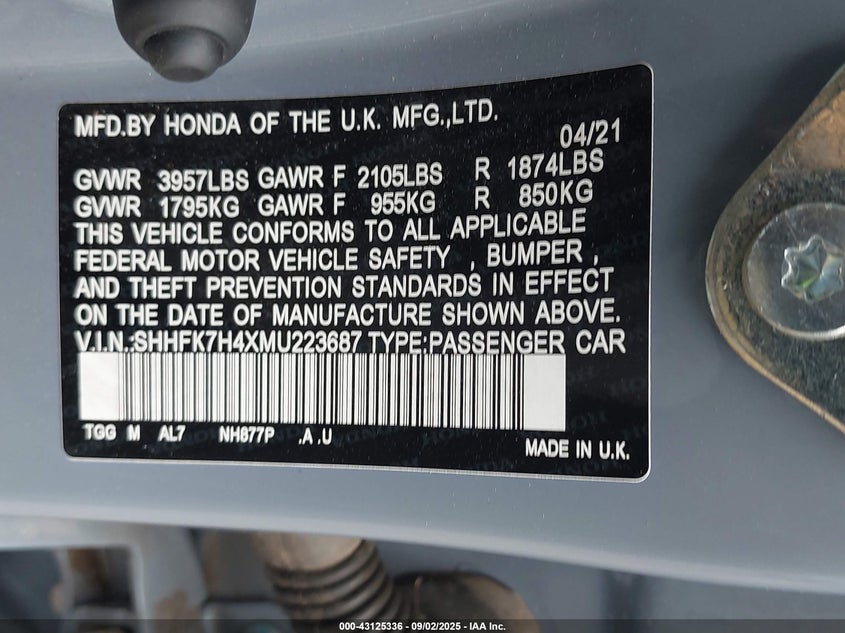 MFD.BY HONDA OF THE U.K. MFG.,LTD.
04/21
GVWR 3957LBS GAWR F 2105LBS R 1874LBS
GVWR 1795KG GAWR F 955KG R 850KG
THIS VEHICLE CONFORMS TO ALL APPLICABLE
FEDERAL MOTOR VEHICLE SAFETY , BUMPER ,
AND THEFT PREVENTION STANDARDS IN EFFECT
ON THE DATE OF MANUFACTURE SHOWN ABOVE.
V.I.N.:SHHFK7H4XMU223687 TYPE:PASSENGER CAR
TGG M AL7 NH877P .A .U
MADE IN U.K.
000-43125336 - 09/02/2025 - IAA Inc.